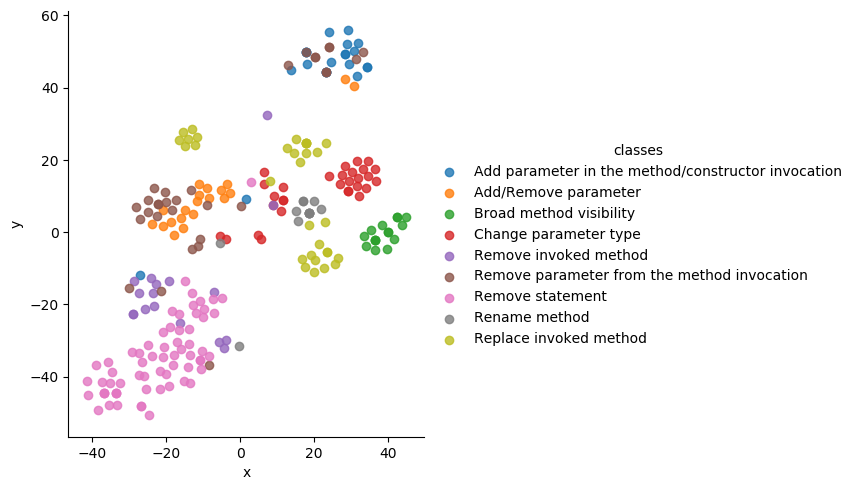 60
40
20
0
−20
−40
y
−40
−20
0
20
40
x
classes
Add parameter in the method/constructor invocation
Add/Remove parameter
Broad method visibility
Change parameter type
Remove invoked method
Remove parameter from the method invocation
Remove statement
Rename method
Replace invoked method